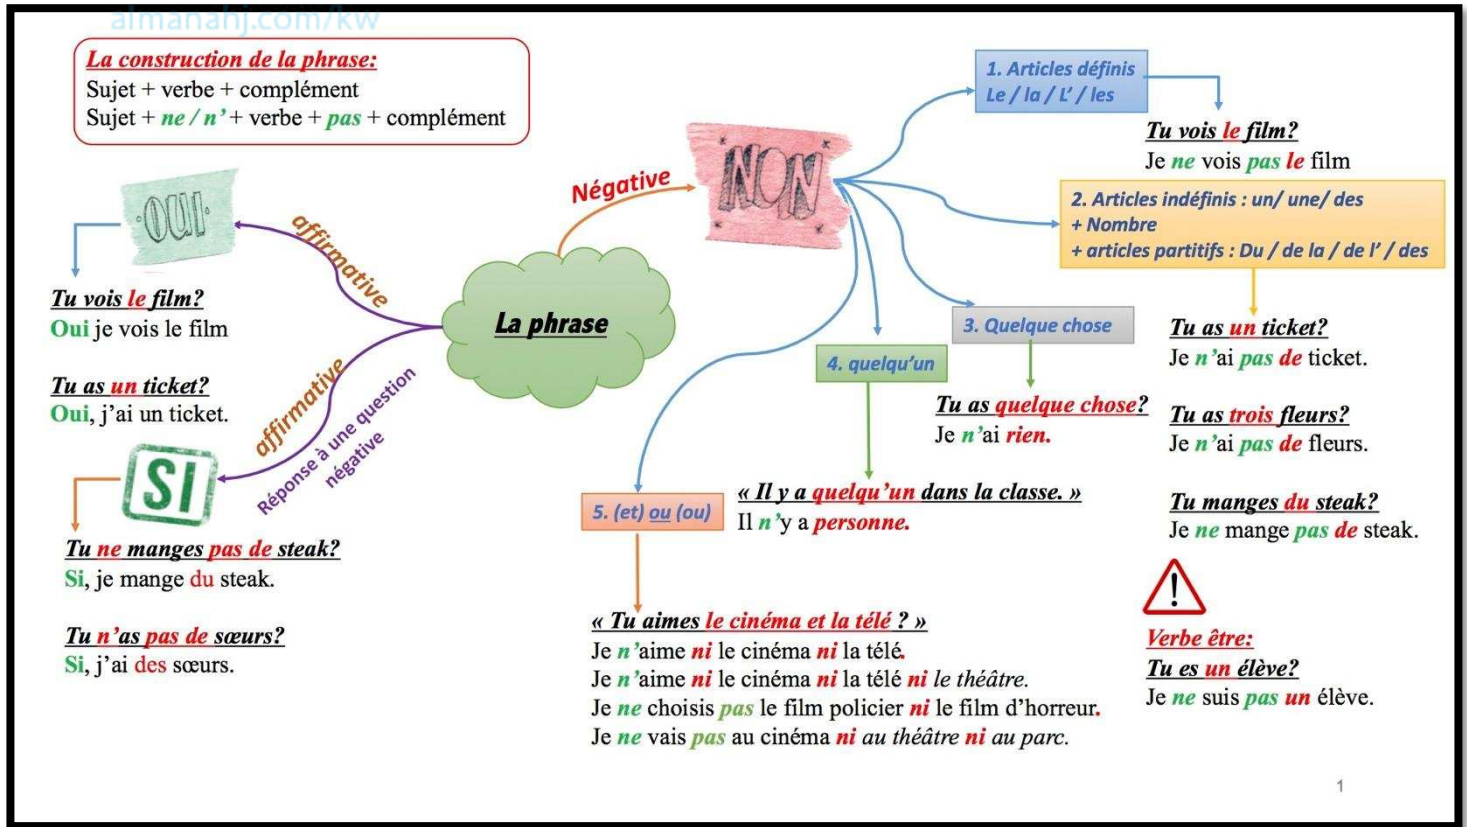 almanahj.com/kw
La construction de la phrase:
Sujet + verbe + complément
Sujet + ne / n’ + verbe + pas + complément
OUI
affirmative
Tu vois le film?
Oui je vois le film
Tu as un ticket?
Oui, j’ai un ticket.
affirmative
Réponse à une question
négative
SI
Tu ne manges pas de steak?
Si, je mange du steak.
Tu n’as pas de sœurs?
Si, j’ai des sœurs.
La phrase
Négative
NON
1. Articles définis
Le / la / L’ / les
Tu vois le film?
Je ne vois pas le film
2. Articles indéfinis : un/ une/ des
+ Nombre
+ articles partitifs : Du / de la / de l’ / des
Tu as un ticket?
Je n’ai pas de ticket.
Tu as trois fleurs?
Je n’ai pas de fleurs.
Tu manges du steak?
Je ne mange pas de steak.
!
Verbe être:
Tu es un élève?
Je ne suis pas un élève.
3. Quelque chose
Tu as quelque chose?
Je n’ai rien.
4. quelqu’un
« Il y a quelqu’un dans la classe. »
Il n’y a personne.
5. (et) ou (ou)
« Tu aimes le cinéma et la télé ? »
Je n’aime ni le cinéma ni la télé.
Je n’aime ni le cinéma ni la télé ni le théâtre.
Je ne choisis pas le film policier ni le film d’horreur.
Je ne vais pas au cinéma ni au théâtre ni au parc.
1